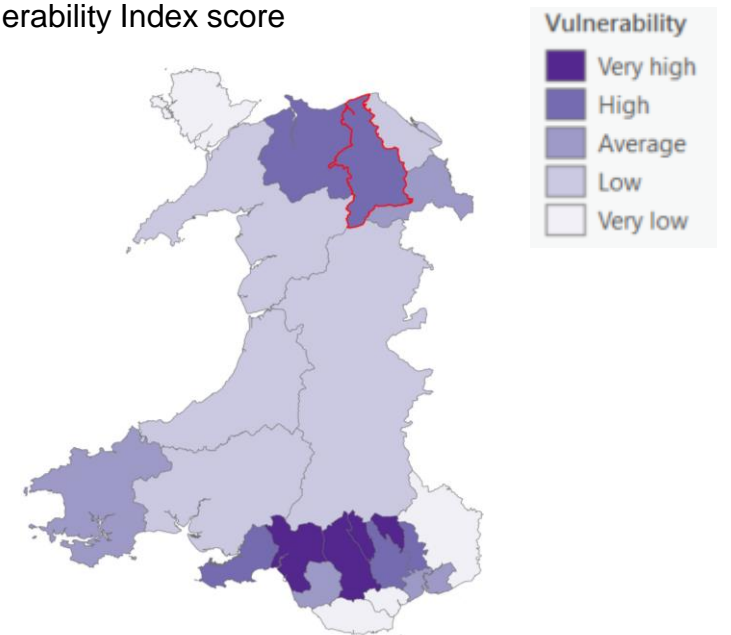 erability Index score
Vulnerability
Very high
High
Average
Low
Very low